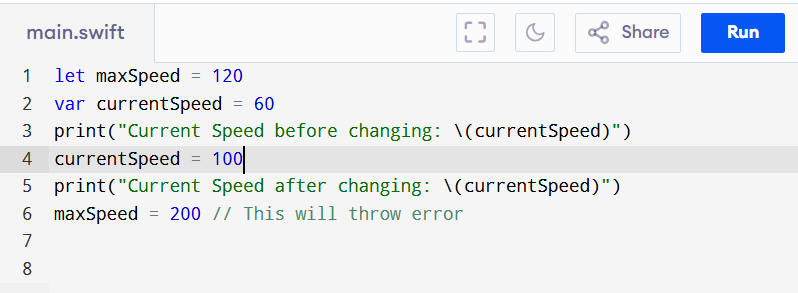 main.swift
Share
Run
1 let maxSpeed = 120
2 var currentSpeed = 60
3 print("Current Speed before changing: \(currentSpeed)")
4 currentSpeed = 100
5 print("Current Speed after changing: \(currentSpeed)")
6 maxSpeed = 200 // This will throw error
7
8